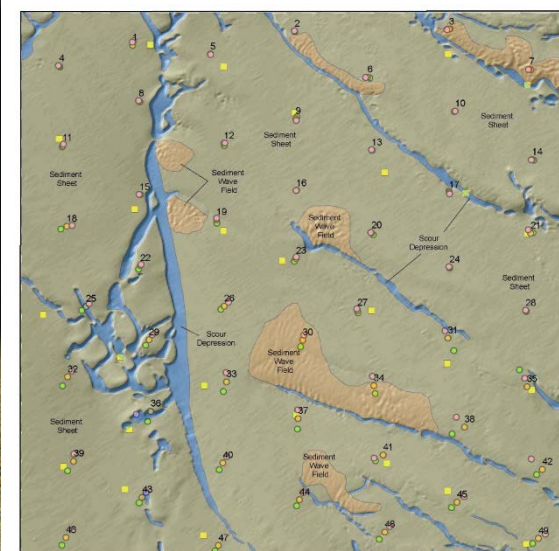 1
2
3
4
5
6
7
8
9
10
11
12
13
14
15
16
17
18
19
20
21
22
23
24
25
26
27
28
29
30
31
32
33
34
35
36
37
38
39
40
41
42
43
44
45
46
47
48
49
Sediment
Sheet
Sediment
Sheet
Sediment
Sheet
Sediment
Wave
Field
Sediment
Wave
Field
Scour
Depression
Sediment
Sheet
Scour
Depression
Sediment
Wave
Field
Sediment
Sheet
Sediment
Wave
Field